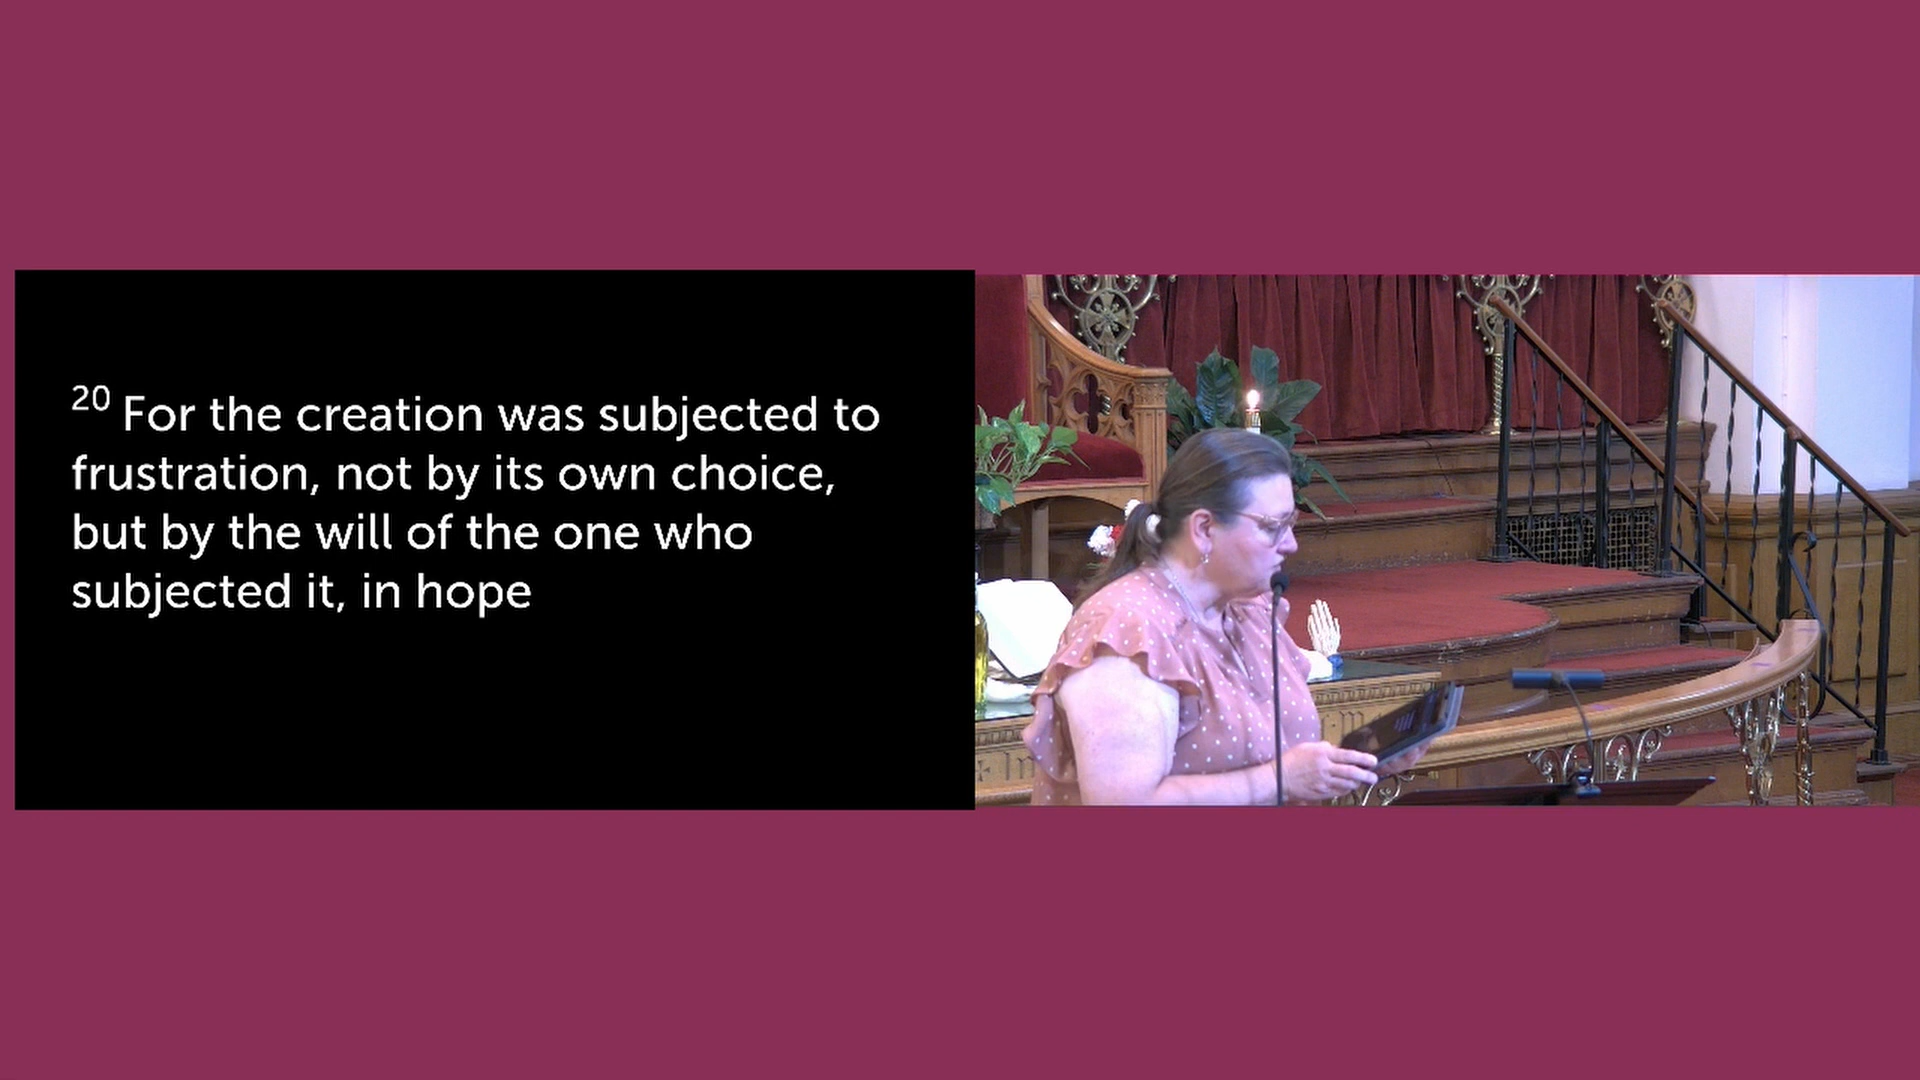 20 For the creation was subjected to
frustration, not by its own choice,
but by the will of the one who
subjected it, in hope